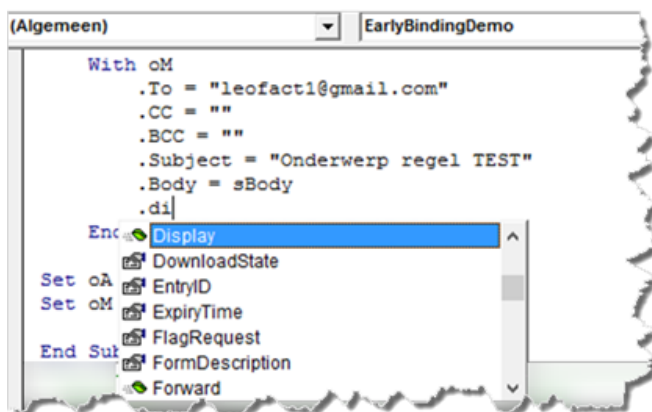 (Algemeen)
EarlyBindingDemo
With oM
.To = "leofact1@gmail.com"
.CC = ""
.BCC = ""
.Subject = "Onderwerp regel TEST"
.Body = sBody
.di
Display
DownloadState
EntryID
ExpiryTime
FlagRequest
FormDescription
Forward
Set oA
Set oM
End Sub